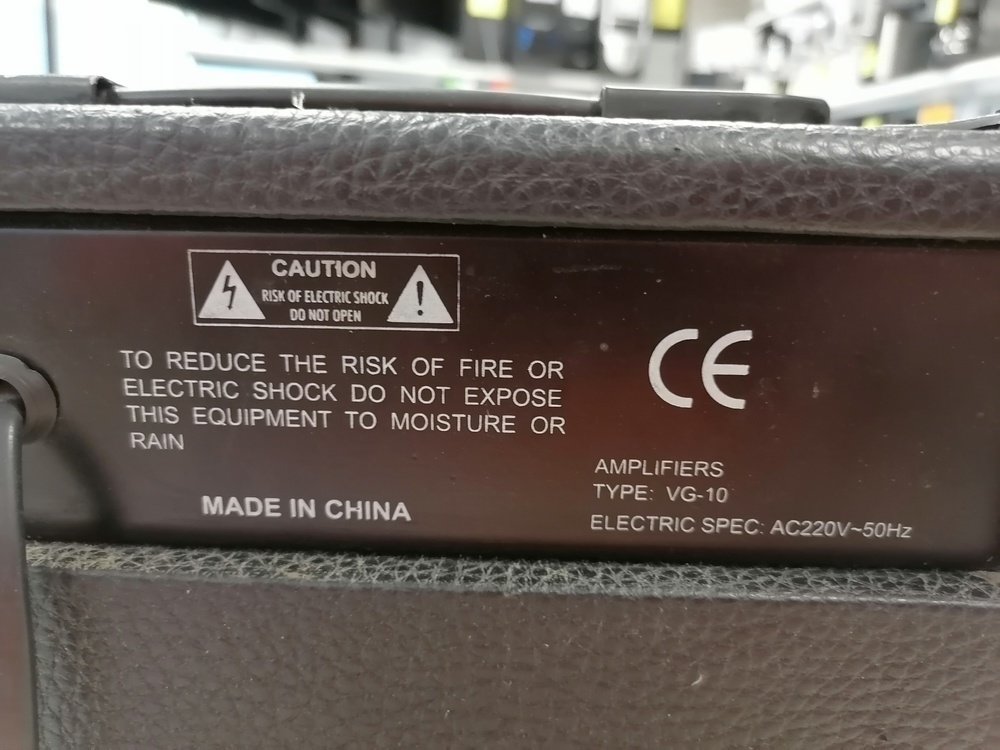 CAUTION
RISK OF ELECTRIC SHOCK
DO NOT OPEN
TO REDUCE THE RISK OF FIRE OR
ELECTRIC SHOCK DO NOT EXPOSE
THIS EQUIPMENT TO MOISTURE OR
RAIN
MADE IN CHINA
CE
AMPLIFIERS
TYPE: VG-10
ELECTRIC SPEC: AC220V~50Hz